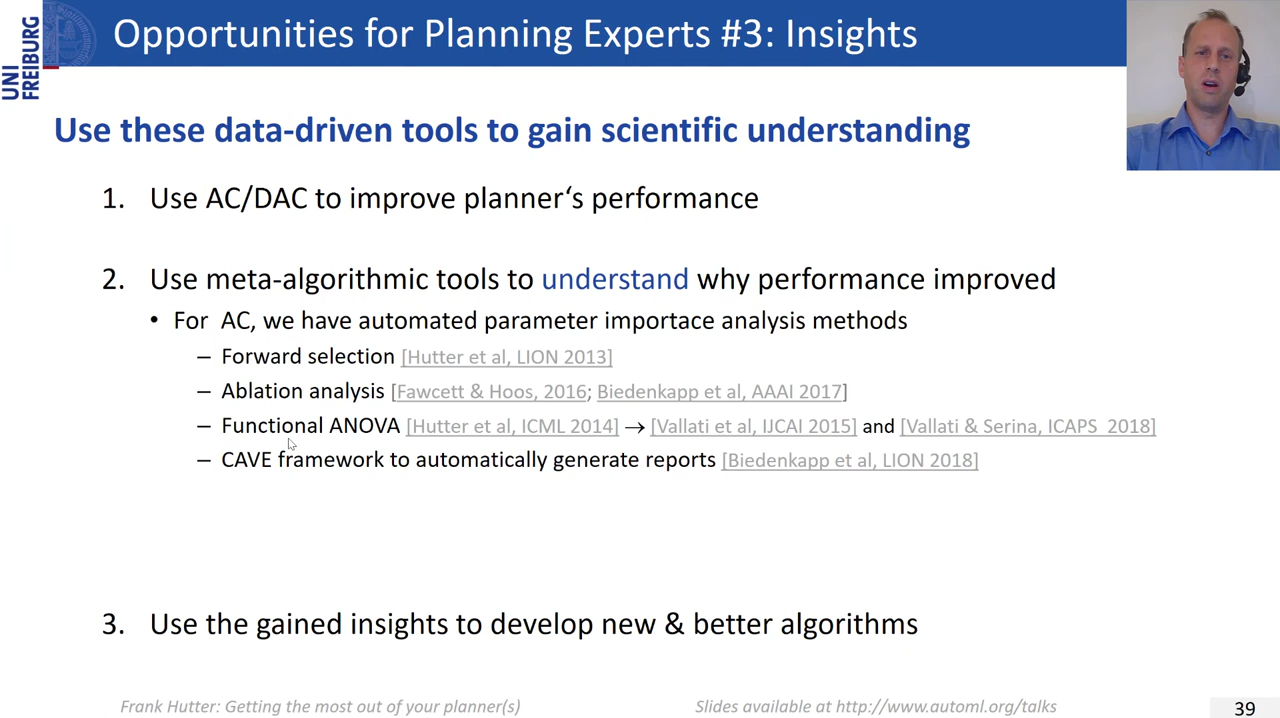 Opportunities for Planning Experts #3: Insights
UNI
FREIBURG
Use these data-driven tools to gain scientific understanding
1. Use AC/DAC to improve planner‘s performance
2. Use meta-algorithmic tools to understand why performance improved
• For AC, we have automated parameter importace analysis methods
– Forward selection [Hutter et al, LION 2013]
– Ablation analysis [Fawcett & Hoos, 2016; Biedenkapp et al, AAAI 2017]
– Functional ANOVA [Hutter et al, ICML 2014] → [Vallati et al, IJCAI 2015] and [Vallati & Serina, ICAPS 2018]
– CAVE framework to automatically generate reports [Biedenkapp et al, LION 2018]
3. Use the gained insights to develop new & better algorithms
Frank Hutter: Getting the most out of your planner(s)
Slides available at http://www.automl.org/talks
39